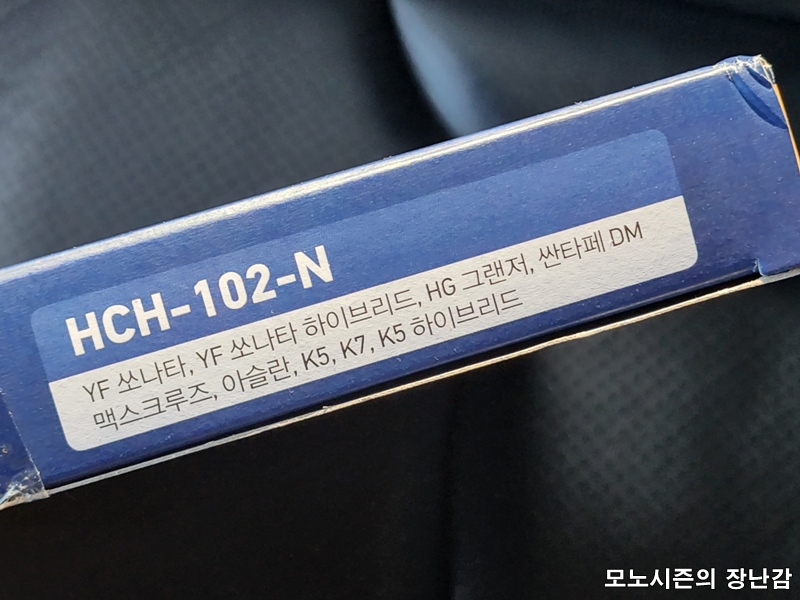 HCH-102-N
YF 쏘나타, YF 쏘나타 하이브리드, HG 그랜저, 싼타페 DM
맥스크루즈, 아슬란, K5, K7, K5 하이브리드
모노시즌의 장난감